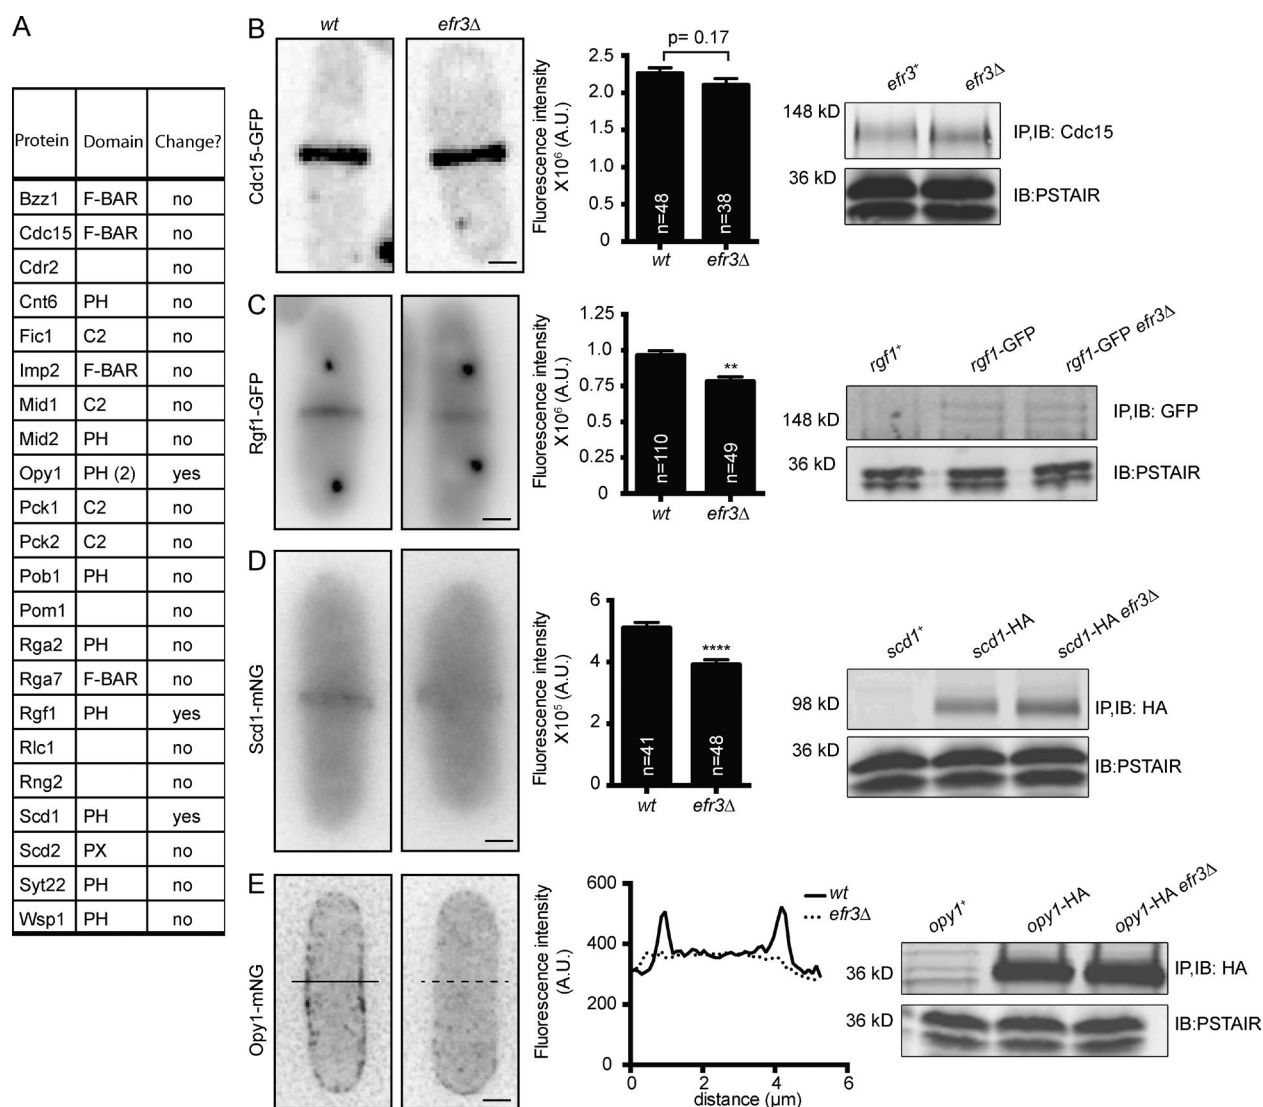 A
Protein Domain Change?
Bzz1 F-BAR no
Cdc15 F-BAR no
Cdr2 no
Cnt6 PH no
Fic1 C2 no
Imp2 F-BAR no
Mid1 C2 no
Mid2 PH no
Opy1 PH (2) yes
Pck1 C2 no
Pck2 C2 no
Pob1 PH no
Pom1 no
Rga2 PH no
Rga7 F-BAR no
Rgf1 PH yes
Rlc1 no
Rng2 no
Scd1 PH yes
Scd2 PX no
Syt22 PH no
Wsp1 PH no
B
wt efr3Δ
Cdc15-GFP
Fluorescence intensity
X10⁶ (A.U.)
p= 0.17
2.5
2.0
1.5
1.0
0.5
0
n=48 n=38
wt efr3Δ
efr3⁺ efr3Δ
148 kD
IP,IB: Cdc15
36 kD
IB:PSTAIR
C
Rgf1-GFP
Fluorescence intensity
X10⁶ (A.U.)
1.25
1.0
0.75
0.5
0.25
0
**
n=110 n=49
wt efr3Δ
rgf1⁺ rgf1-GFP rgf1-GFP efr3Δ
148 kD
IP,IB: GFP
36 kD
IB:PSTAIR
D
Scd1-mNG
Fluorescence intensity
X10⁵ (A.U.)
6
4
2
0
****
n=41 n=48
wt efr3Δ
scd1⁺ scd1-HA scd1-HA efr3Δ
98 kD
IP,IB: HA
36 kD
IB:PSTAIR
E
Opy1-mNG
Fluorescence intensity
(A.U.)
600
400
200
0
wt
efr3Δ
0 2 4 6
distance (µm)
opy1⁺ opy1-HA opy1-HA efr3Δ
36 kD
IP,IB: HA
36 kD
IB:PSTAIR